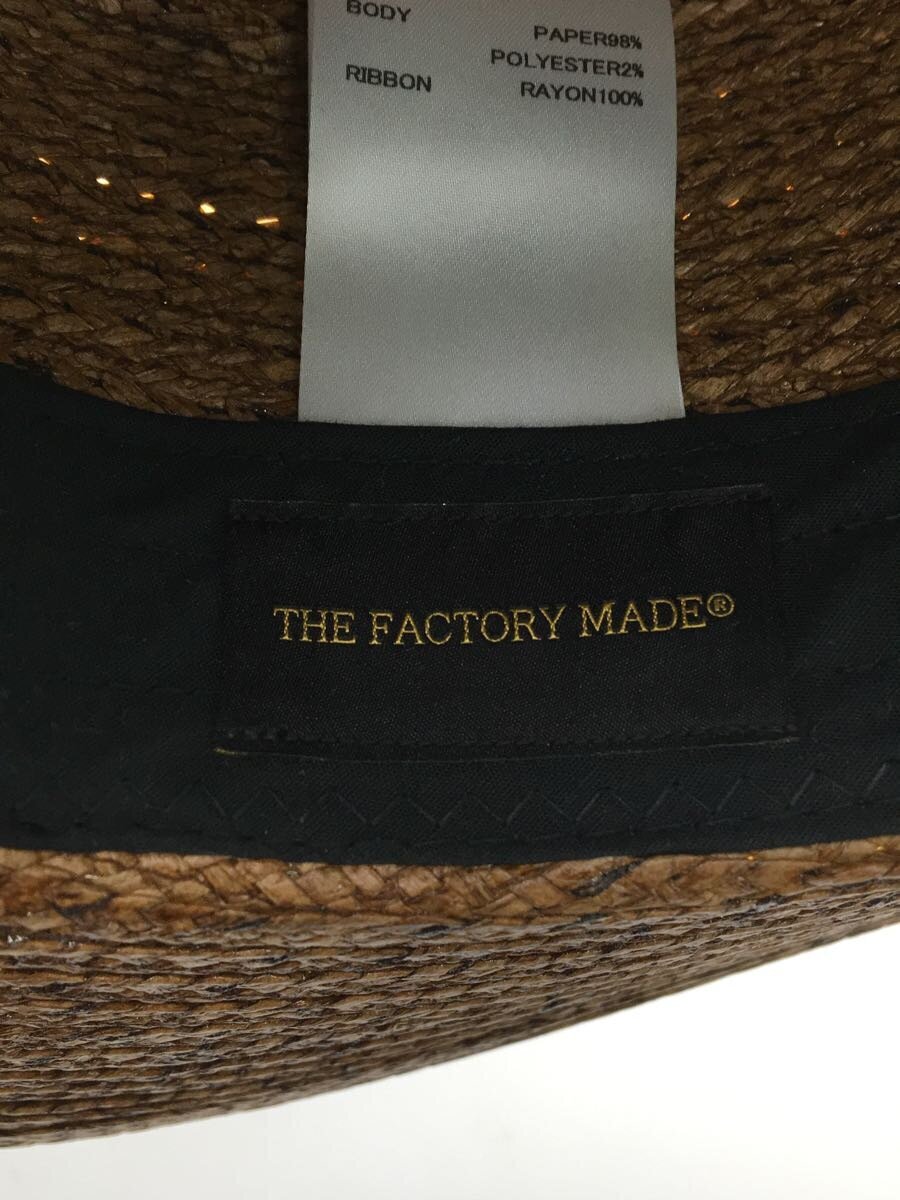 BODY
PAPER98%
POLYESTER2%
RIBBON RAYON100%
THE FACTORY MADE®